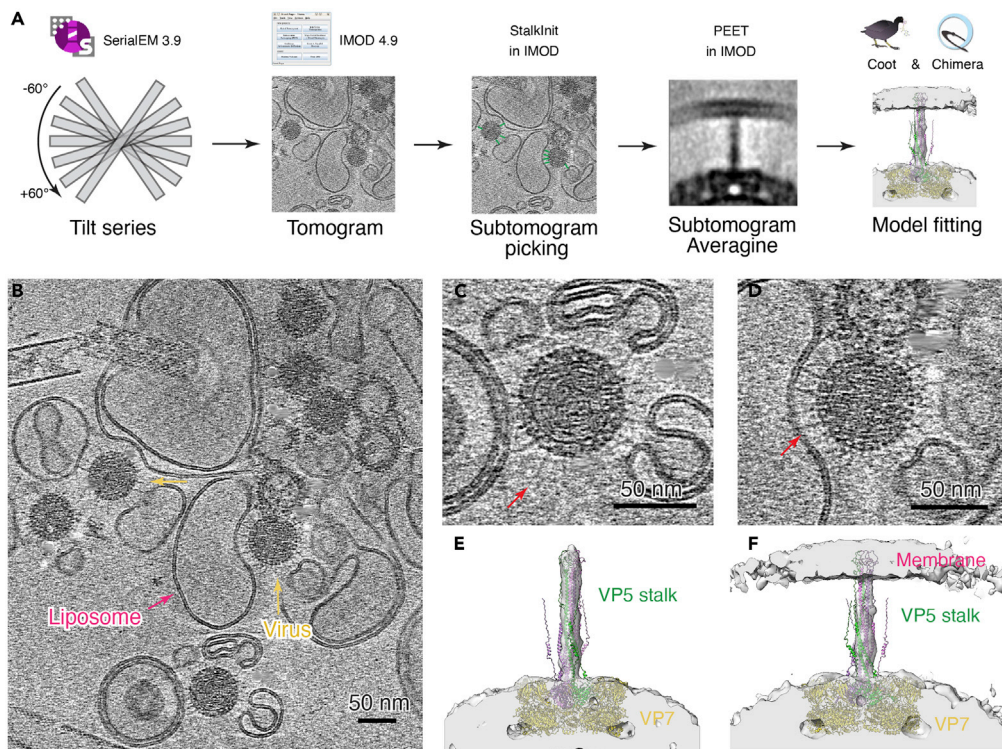 A
SerialEM 3.9
IMOD 4.9
StalkInit
in IMOD
PEET
in IMOD
Coot & Chimera
-60°
+60°
Tilt series
Tomogram
Subtomogram
picking
Subtomogram
Averagine
Model fitting
B
Liposome
Virus
50 nm
C
50 nm
D
50 nm
E
VP5 stalk
VP7
F
Membrane
VP5 stalk
VP7